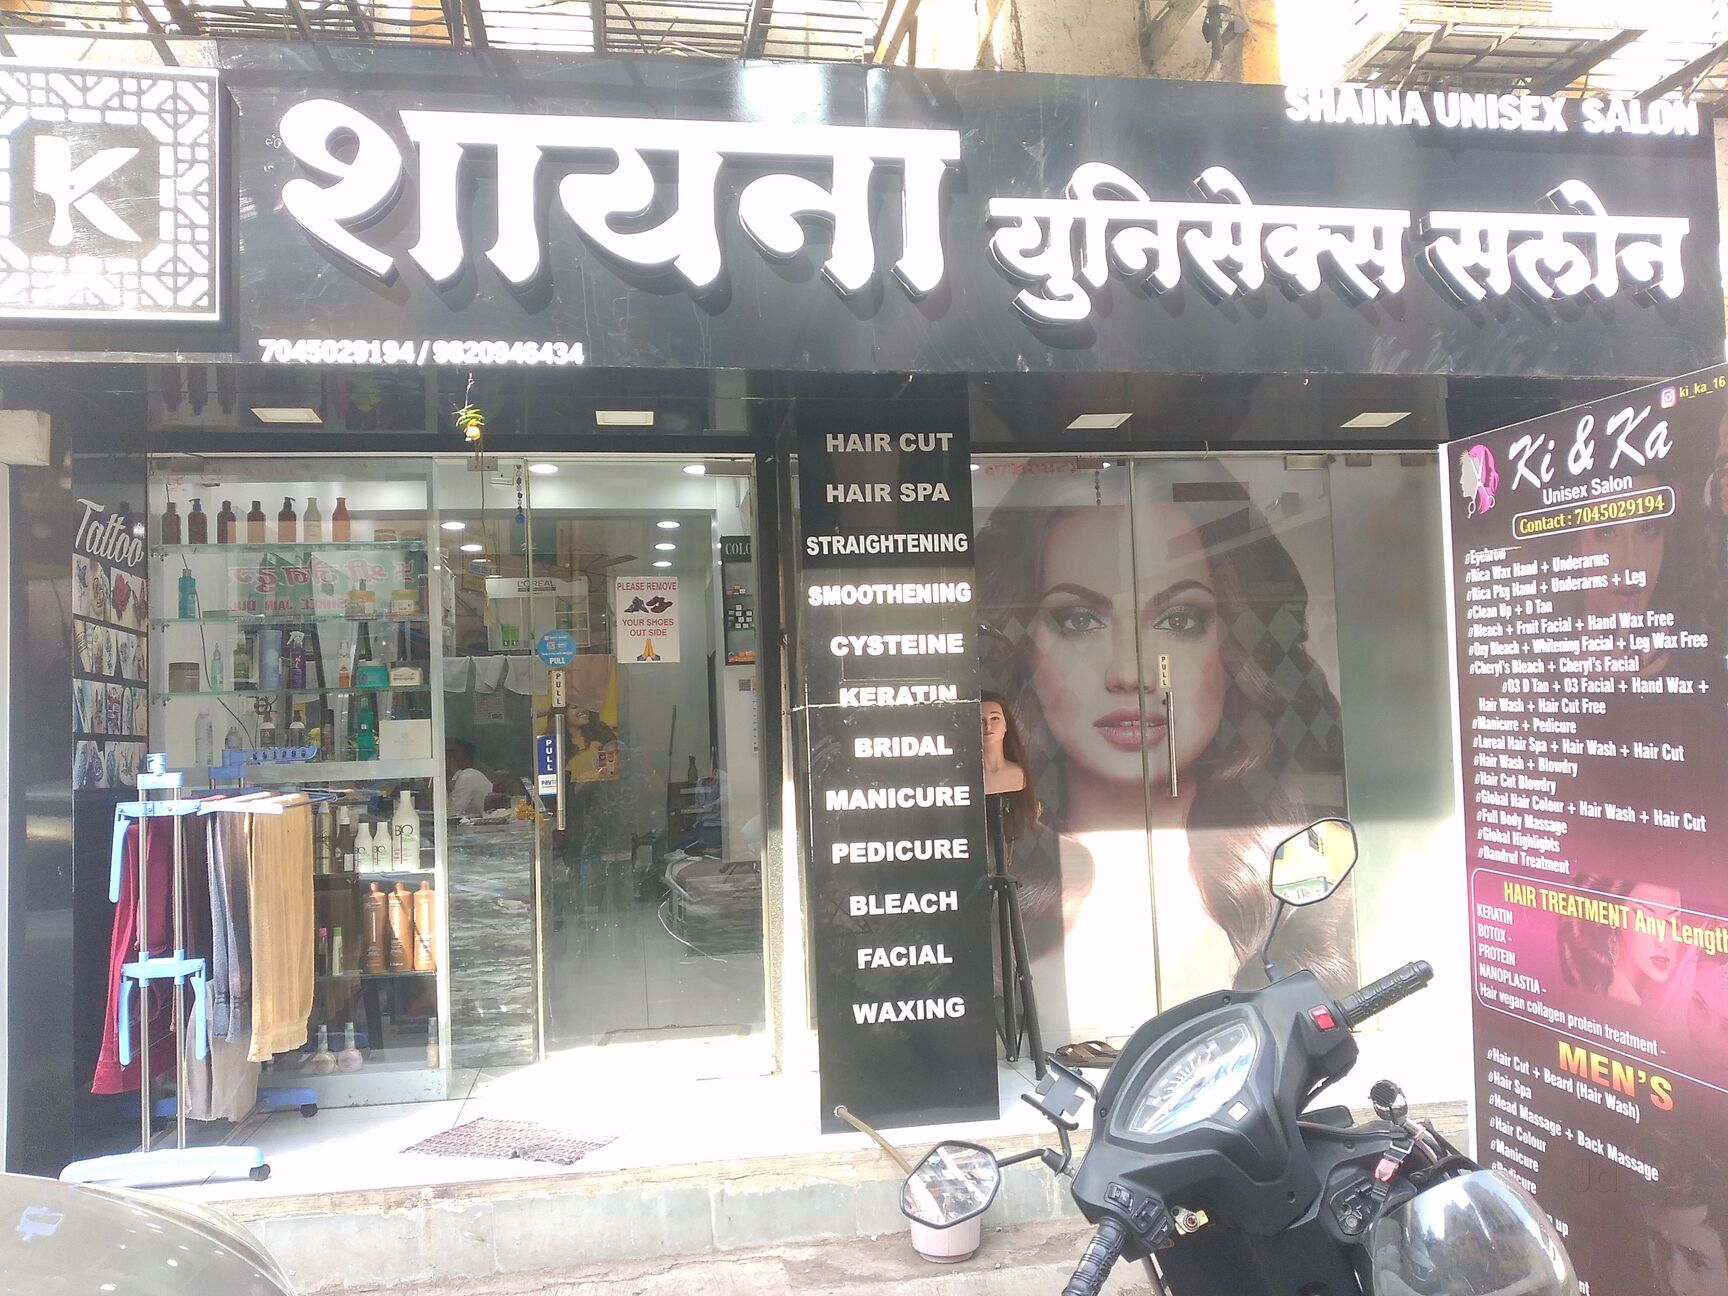 K
SHAINA UNISEX SALON
शायना युनिसेक्स सलोन
7045029194 / 9820946434
Tattoo
L'ORÉAL
PLEASE REMOVE
YOUR SHOES
OUT SIDE
PULL
PULL
PULL
PULL
HAIR CUT
HAIR SPA
STRAIGHTENING
SMOOTHENING
CYSTEINE
KERATIN
BRIDAL
MANICURE
PEDICURE
BLEACH
FACIAL
WAXING
ki_ka_16
Ki & Ka
Unisex Salon
Contact : 7045029194
Eyebrow
Rica Wax Hand + Underarms
Rica Pkg Hand + Underarms + Leg
Clean Up + D Tan
Bleach + Fruit Facial + Hand Wax Free
Oxy Bleach + Whitening Facial + Leg Wax Free
Cheryl's Bleach + Cheryl's Facial
O3 D Tan + O3 Facial + Hand Wax +
Hair Wash + Hair Cut Free
Manicure + Pedicure
Loreal Hair Spa + Hair Wash + Hair Cut
Hair Wash + Blowdry
Hair Cut Blowdry
Global Hair Colour + Hair Wash + Hair Cut
Full Body Massage
Global Highlights
Dandruf Treatment
HAIR TREATMENT Any Length
KERATIN
BOTOX -
PROTEIN
NANOPLASTIA -
Hair vegan collagen protein treatment -
MEN'S
Hair Cut + Beard (Hair Wash)
Hair Spa
Head Massage + Back Massage
Hair Colour
Manicure
Jd